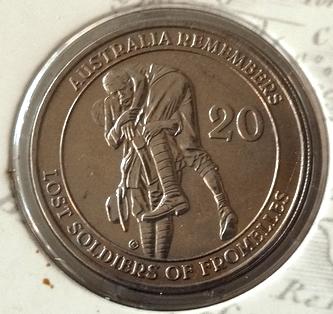 AUSTRALIA REMEMBERS
20
LOST SOLDIERS OF FROMELLES